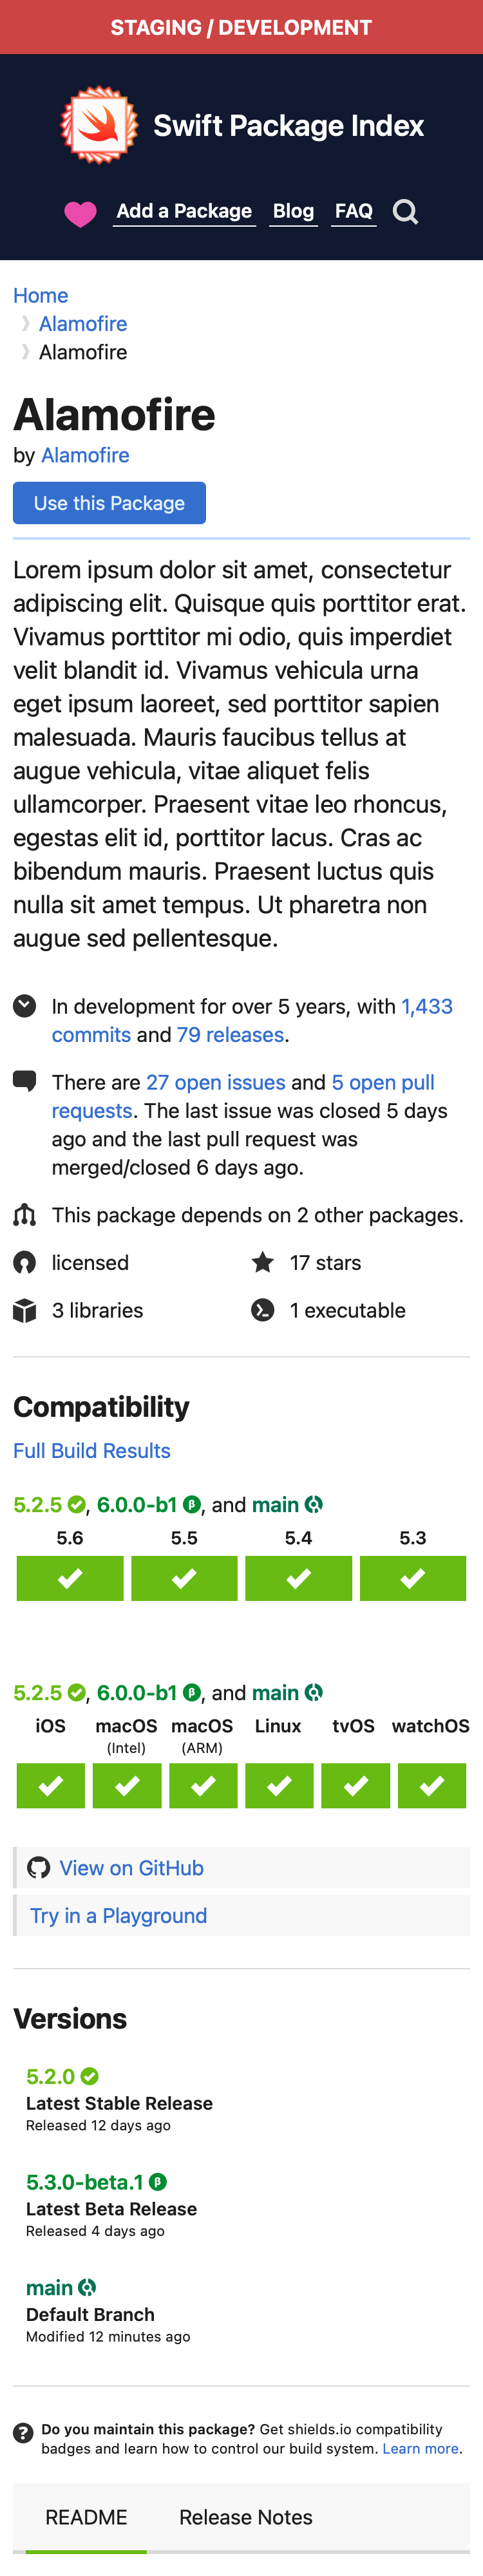 STAGING / DEVELOPMENT
Swift Package Index
Add a Package Blog FAQ
Home
Alamofire
Alamofire
Alamofire
by Alamofire
Use this Package
Lorem ipsum dolor sit amet, consectetur
adipiscing elit. Quisque quis porttitor erat.
Vivamus porttitor mi odio, quis imperdiet
velit blandit id. Vivamus vehicula urna
eget ipsum laoreet, sed porttitor sapien
malesuada. Mauris faucibus tellus at
augue vehicula, vitae aliquet felis
ullamcorper. Praesent vitae leo rhoncus,
egestas elit id, porttitor lacus. Cras ac
bibendum mauris. Praesent luctus quis
nulla sit amet tempus. Ut pharetra non
augue sed pellentesque.
In development for over 5 years, with 1,433
commits and 79 releases.
There are 27 open issues and 5 open pull
requests. The last issue was closed 5 days
ago and the last pull request was
merged/closed 6 days ago.
This package depends on 2 other packages.
licensed 17 stars
3 libraries 1 executable
Compatibility
Full Build Results
5.2.5, 6.0.0-b1 β, and main
5.6 5.5 5.4 5.3
5.2.5, 6.0.0-b1 β, and main
iOS macOS macOS Linux tvOS watchOS
(Intel) (ARM)
View on GitHub
Try in a Playground
Versions
5.2.0
Latest Stable Release
Released 12 days ago
5.3.0-beta.1 β
Latest Beta Release
Released 4 days ago
main
Default Branch
Modified 12 minutes ago
Do you maintain this package? Get shields.io compatibility
badges and learn how to control our build system. Learn more.
README Release Notes